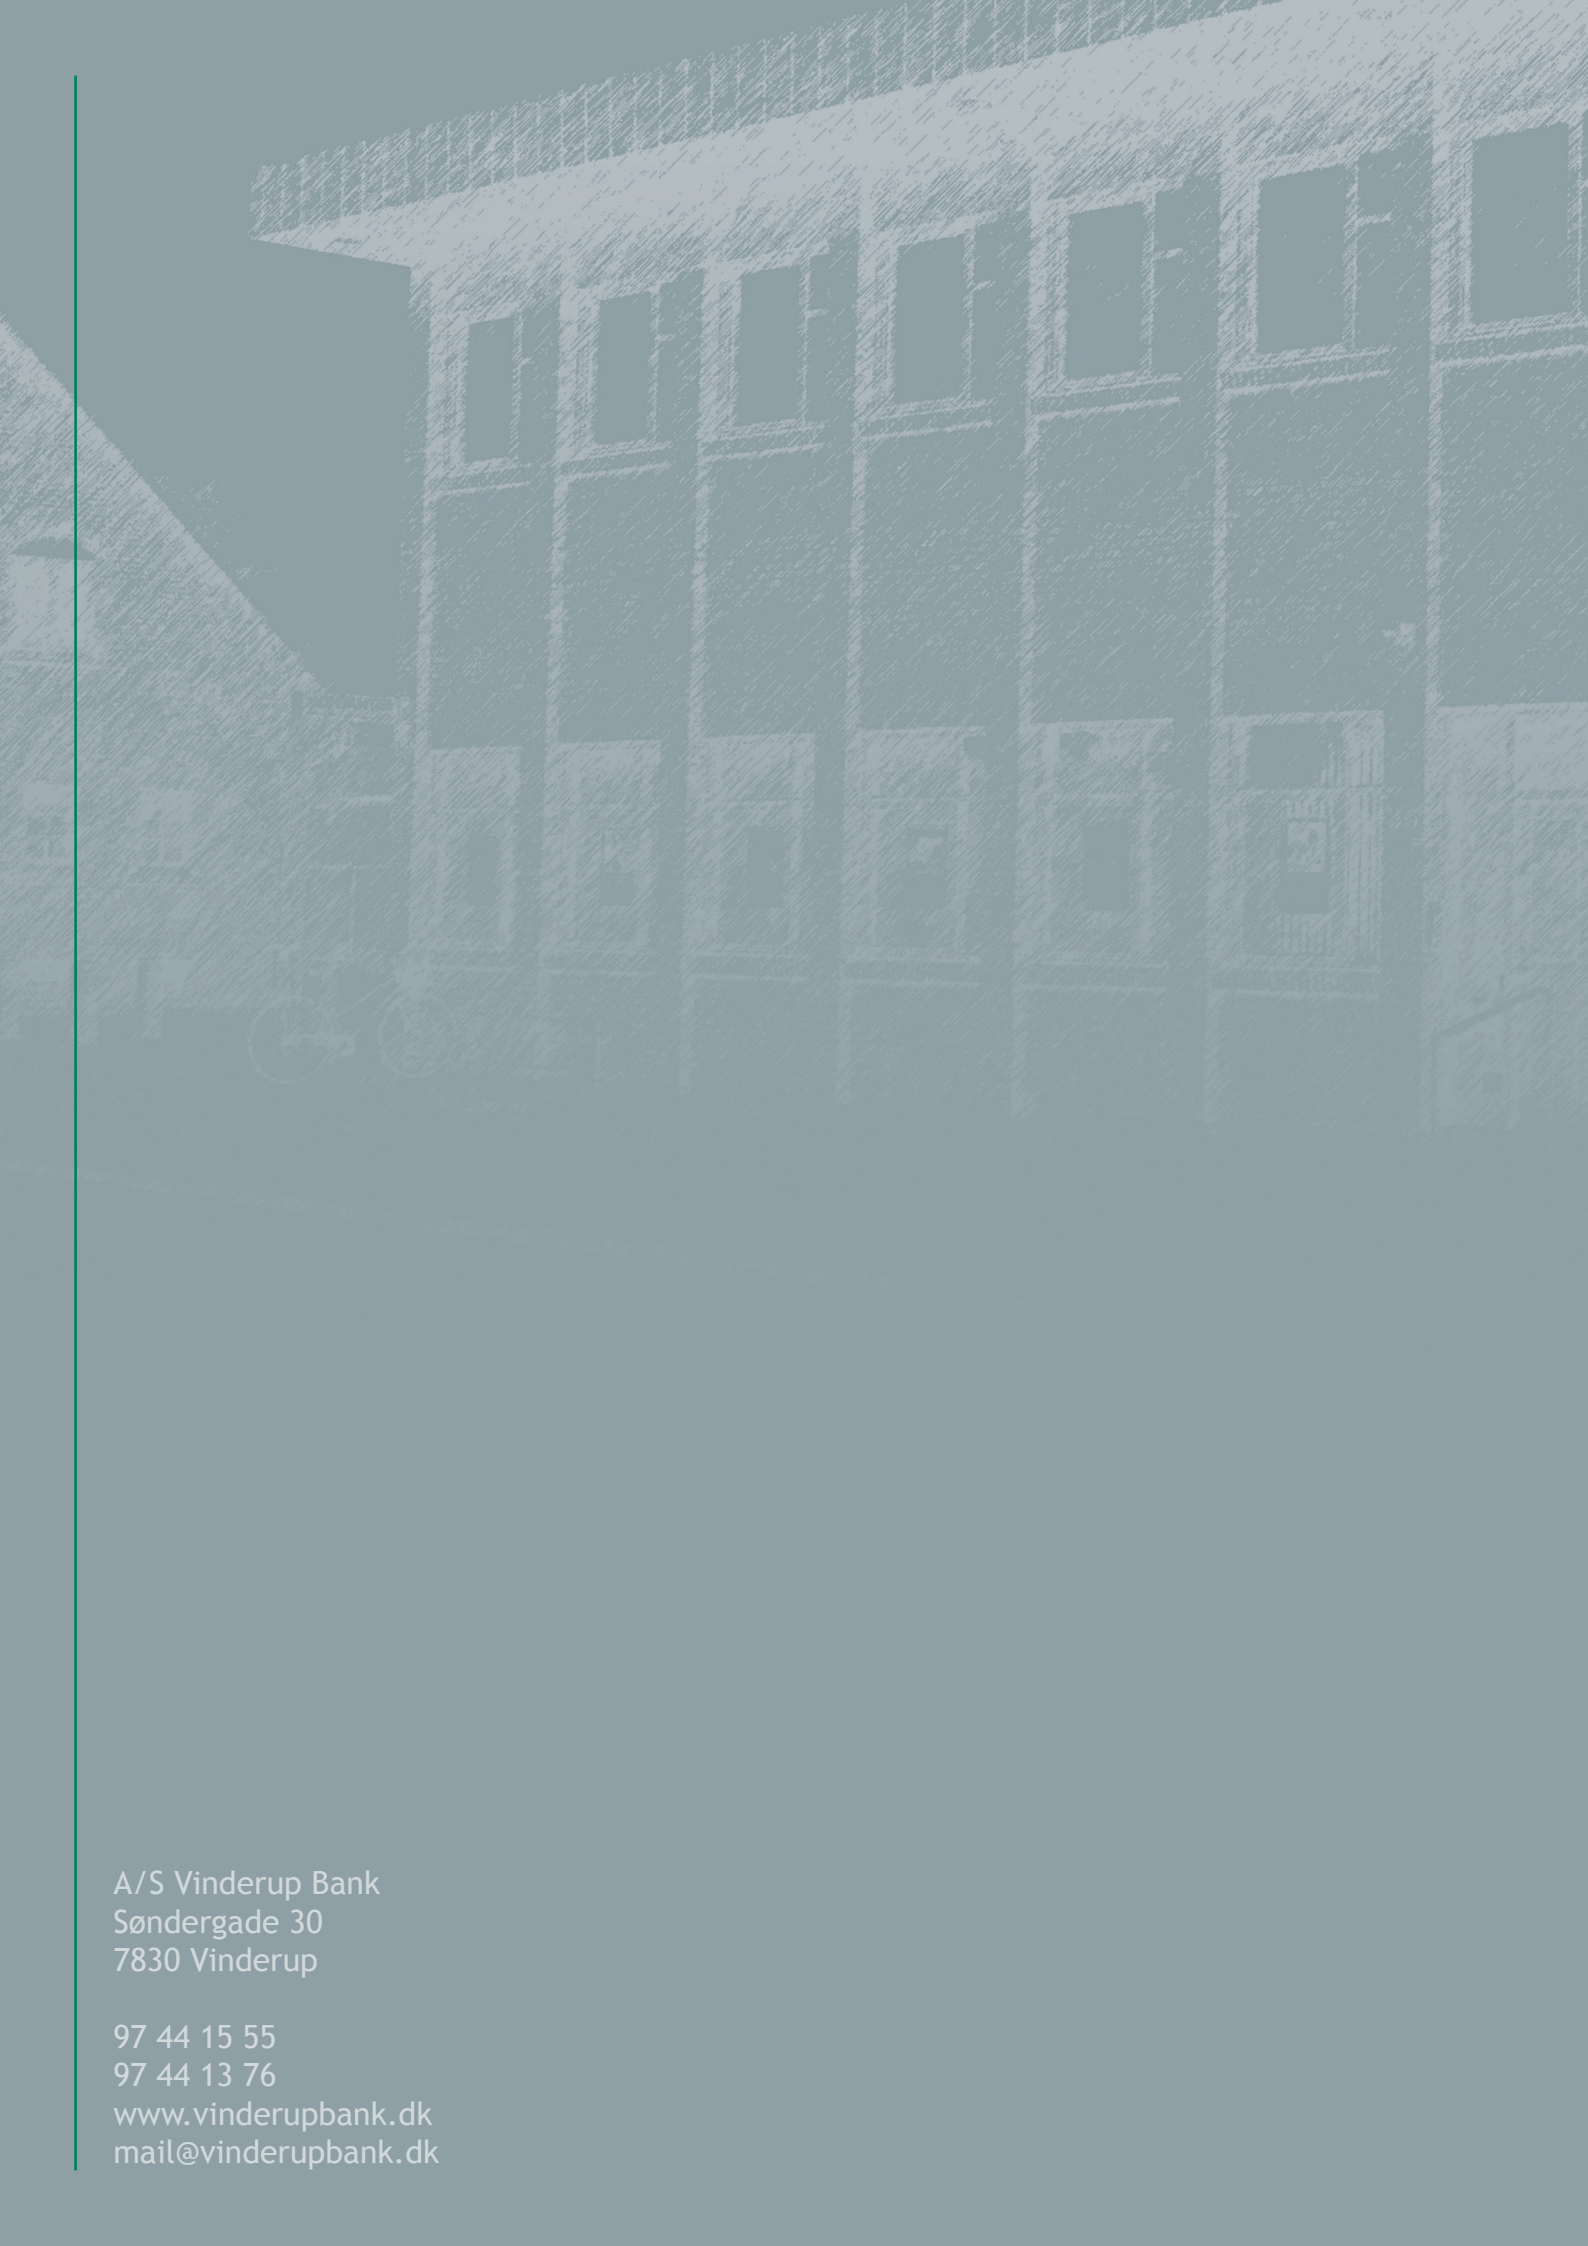 A/S Vinderup Bank
Søndergade 30
7830 Vinderup
97 44 15 55
97 44 13 76
www.vinderupbank.dk
mail@vinderupbank.dk